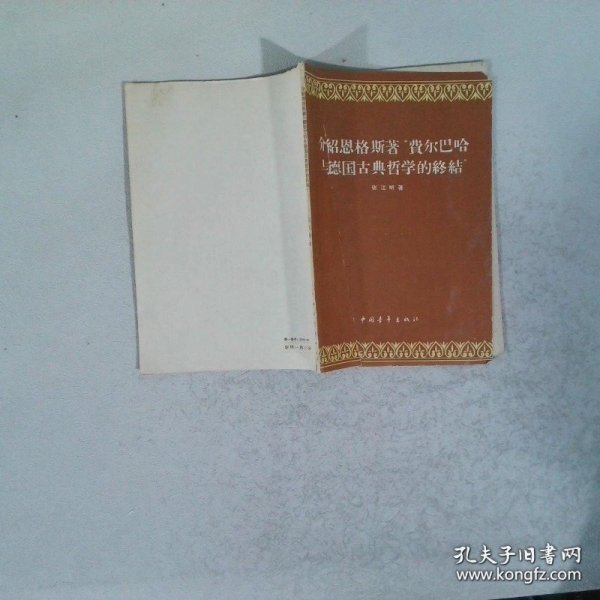 介紹恩格斯著“費尔巴哈
与德国古典哲学的終結”
張江明著
中国青年出版社
孔夫子旧书网
www.kongfz.com